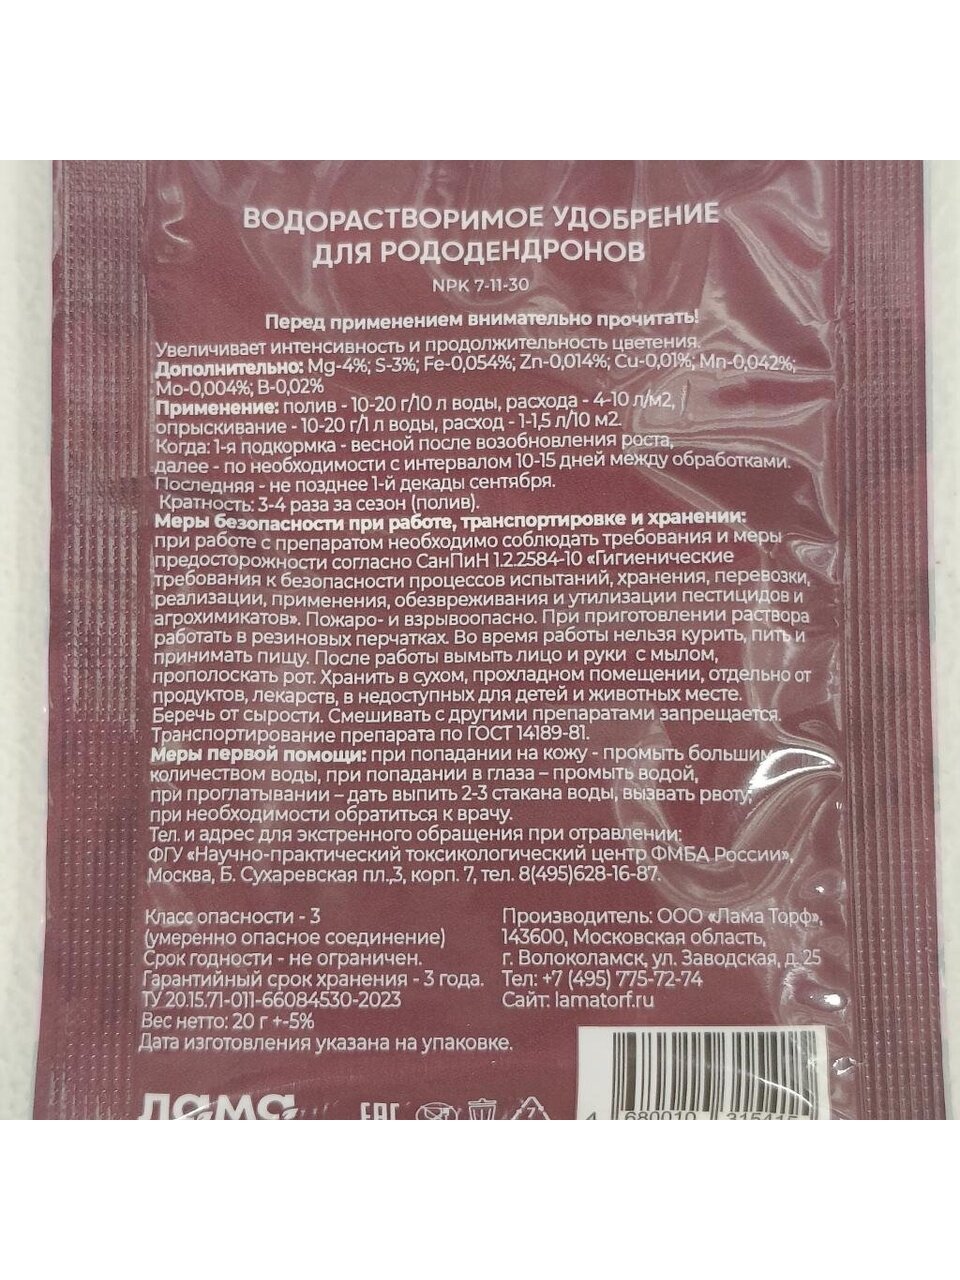 ВОДОРАСТВОРИМОЕ УДОБРЕНИЕ
ДЛЯ РОДОДЕНДРОНОВ
NPK 7-11-30
Перед применением внимательно прочитать!
Увеличивает интенсивность и продолжительность цветения.
Дополнительно: Mg-4%; S-3%; Fe-0,054%; Zn-0,014%; Cu-0,01%; Mn-0,042%;
Mo-0,004%; B-0,02%
Применение: полив - 10-20 г/10 л воды, расхода - 4-10 л/м2,
опрыскивание - 10-20 г/1 л воды, расход - 1-1,5 л/10 м2.
Когда: 1-я подкормка - весной после возобновления роста,
далее - по необходимости с интервалом 10-15 дней между обработками.
Последняя - не позднее 1-й декады сентября.
Кратность: 3-4 раза за сезон (полив).
Меры безопасности при работе, транспортировке и хранении:
при работе с препаратом необходимо соблюдать требования и меры
предосторожности согласно СанПиН 1.2.2584-10 «Гигиенические
требования к безопасности процессов испытаний, хранения, перевозки,
реализации, применения, обезвреживания и утилизации пестицидов и
агрохимикатов». Пожаро- и взрывоопасно. При приготовлении раствора
работать в резиновых перчатках. Во время работы нельзя курить, пить и
принимать пищу. После работы вымыть лицо и руки с мылом,
прополоскать рот. Хранить в сухом, прохладном помещении, отдельно от
продуктов, лекарств, в недоступных для детей и животных месте.
Беречь от сырости. Смешивать с другими препаратами запрещается.
Транспортирование препарата по ГОСТ 14189-81.
Меры первой помощи: при попадании на кожу - промыть большим
количеством воды, при попадании в глаза – промыть водой,
при проглатывании – дать выпить 2-3 стакана воды, вызвать рвоту,
при необходимости обратиться к врачу.
Тел. и адрес для экстренного обращения при отравлении:
ФГУ «Научно-практический токсикологический центр ФМБА России»,
Москва, Б. Сухаревская пл.,3, корп. 7, тел. 8(495)628-16-87.
Класс опасности - 3
(умеренно опасное соединение)
Срок годности - не ограничен.
Гарантийный срок хранения - 3 года.
ТУ 20.15.71-011-66084530-2023
Вес нетто: 20 г +-5%
Дата изготовления указана на упаковке.
Производитель: ООО «Лама Торф»,
143600, Московская область,
г. Волоколамск, ул. Заводская, д. 25
Тел: +7 (495) 775-72-74
Сайт: lamatorf.ru
лама
EAC
7
4 680010 315415